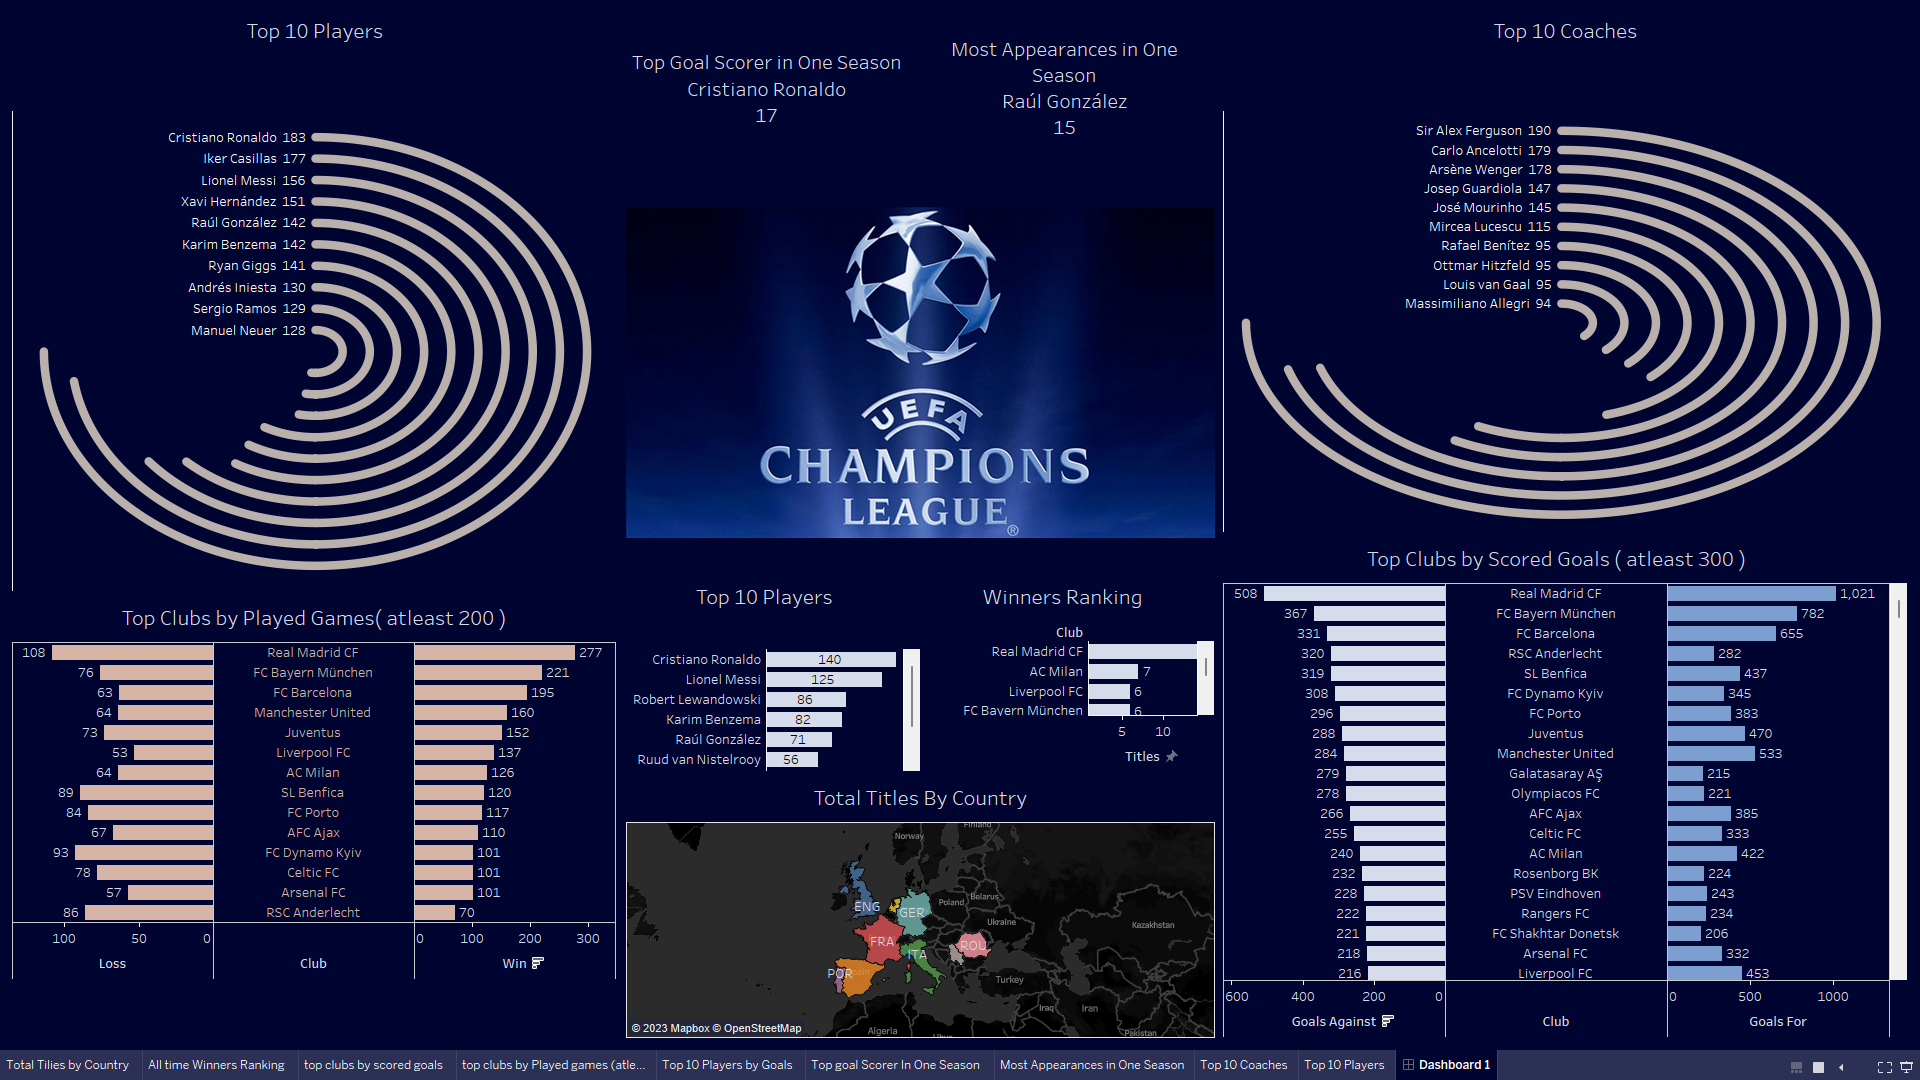 Top 10 Players
Cristiano Ronaldo 183
Iker Casillas 177
Lionel Messi 156
Xavi Hernández 151
Raúl González 142
Karim Benzema 142
Ryan Giggs 141
Andrés Iniesta 130
Sergio Ramos 129
Manuel Neuer 128
Top Goal Scorer in One Season
Cristiano Ronaldo
17
Most Appearances in One
Season
Raúl González
15
UEFA
CHAMPIONS
LEAGUE®
Top 10 Coaches
Sir Alex Ferguson 190
Carlo Ancelotti 179
Arsène Wenger 178
Josep Guardiola 147
José Mourinho 145
Mircea Lucescu 115
Rafael Benítez 95
Ottmar Hitzfeld 95
Louis van Gaal 95
Massimiliano Allegri 94
Top Clubs by Played Games( atleast 200 )
108 Real Madrid CF 277
76 FC Bayern München 221
63 FC Barcelona 195
64 Manchester United 160
73 Juventus 152
53 Liverpool FC 137
64 AC Milan 126
89 SL Benfica 120
84 FC Porto 117
67 AFC Ajax 110
93 FC Dynamo Kyiv 101
78 Celtic FC 101
57 Arsenal FC 101
86 RSC Anderlecht 70
100 50 0 0 100 200 300
Loss Club Win
Top 10 Players
Cristiano Ronaldo 140
Lionel Messi 125
Robert Lewandowski 86
Karim Benzema 82
Raúl González 71
Ruud van Nistelrooy 56
Winners Ranking
Club
Real Madrid CF
AC Milan 7
Liverpool FC 6
FC Bayern München 6
5 10
Titles
Total Titles By Country
Finland
Norway
Belarus
Poland
ENG
GER
Ukraine
Kazakhstan
FRA
ROU
ITA
POR
Turkey
Iraq
Iran
Algeria
Libya
Pakistan
© 2023 Mapbox © OpenStreetMap
Top Clubs by Scored Goals ( atleast 300 )
508 Real Madrid CF 1,021
367 FC Bayern München 782
331 FC Barcelona 655
320 RSC Anderlecht 282
319 SL Benfica 437
308 FC Dynamo Kyiv 345
296 FC Porto 383
288 Juventus 470
284 Manchester United 533
279 Galatasaray AŞ 215
278 Olympiacos FC 221
266 AFC Ajax 385
255 Celtic FC 333
240 AC Milan 422
232 Rosenborg BK 224
228 PSV Eindhoven 243
222 Rangers FC 234
221 FC Shakhtar Donetsk 206
218 Arsenal FC 332
216 Liverpool FC 453
600 400 200 0 0 500 1000
Goals Against Club Goals For
Total Tilies by Country
All time Winners Ranking
top clubs by scored goals
top clubs by Played games (atle...
Top 10 Players by Goals
Top goal Scorer In One Season
Most Appearances in One Season
Top 10 Coaches
Top 10 Players
Dashboard 1